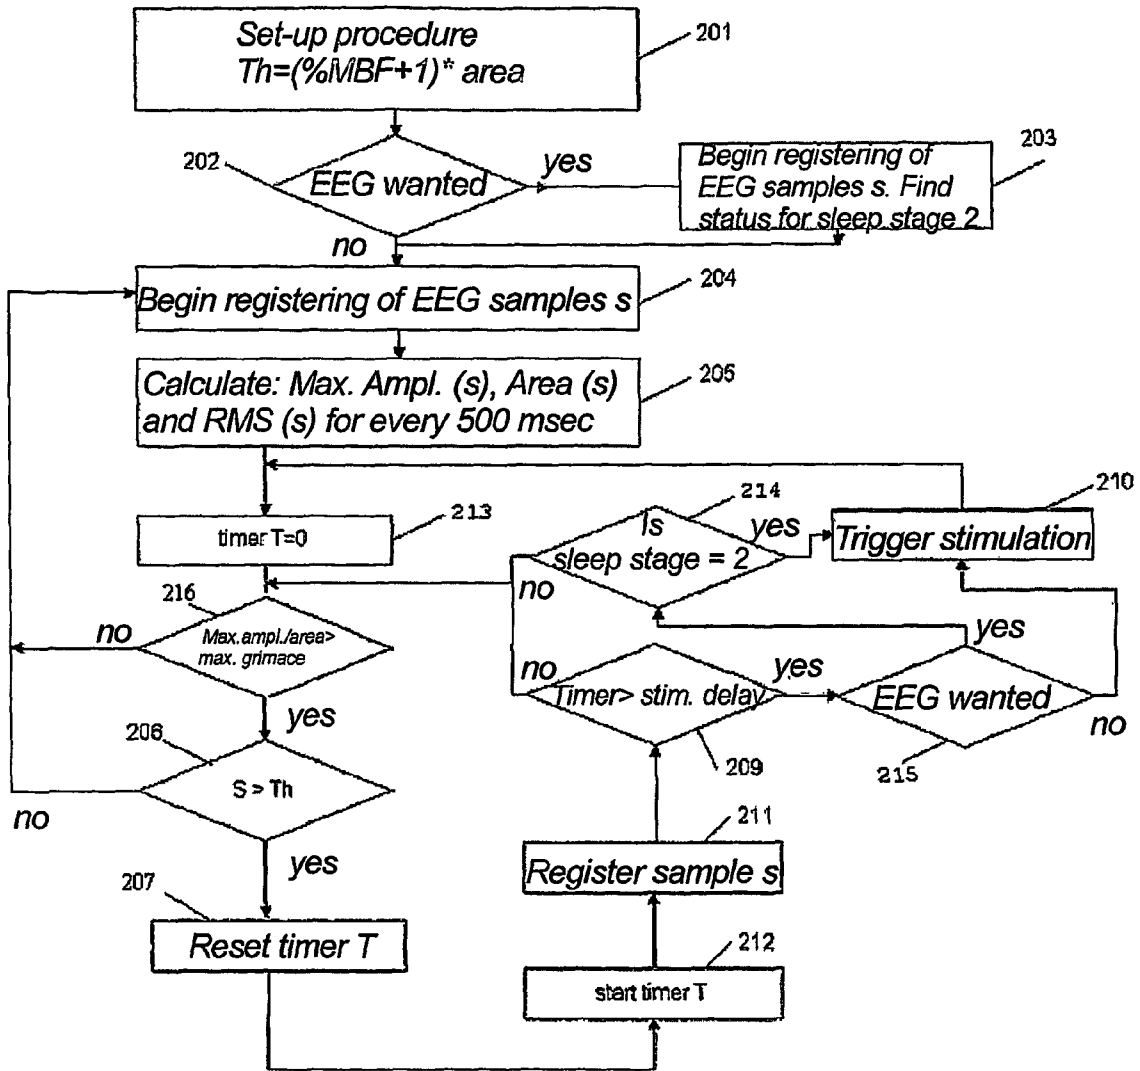 Set-up procedure
Th=(%MBF+1)* area
201
202
EEG wanted
yes
no
203
Begin registering of
EEG samples s. Find
status for sleep stage 2
204
Begin registering of EEG samples s
205
Calculate: Max. Ampl. (s), Area (s)
and RMS (s) for every 500 msec
213
timer T=0
214
Is
sleep stage = 2
yes
no
210
Trigger stimulation
216
Max.ampl./area>
max. grimace
no
yes
no
Timer> stim. delay
yes
209
yes
EEG wanted
no
215
206
S > Th
no
yes
211
Register sample s
207
Reset timer T
212
start timer T